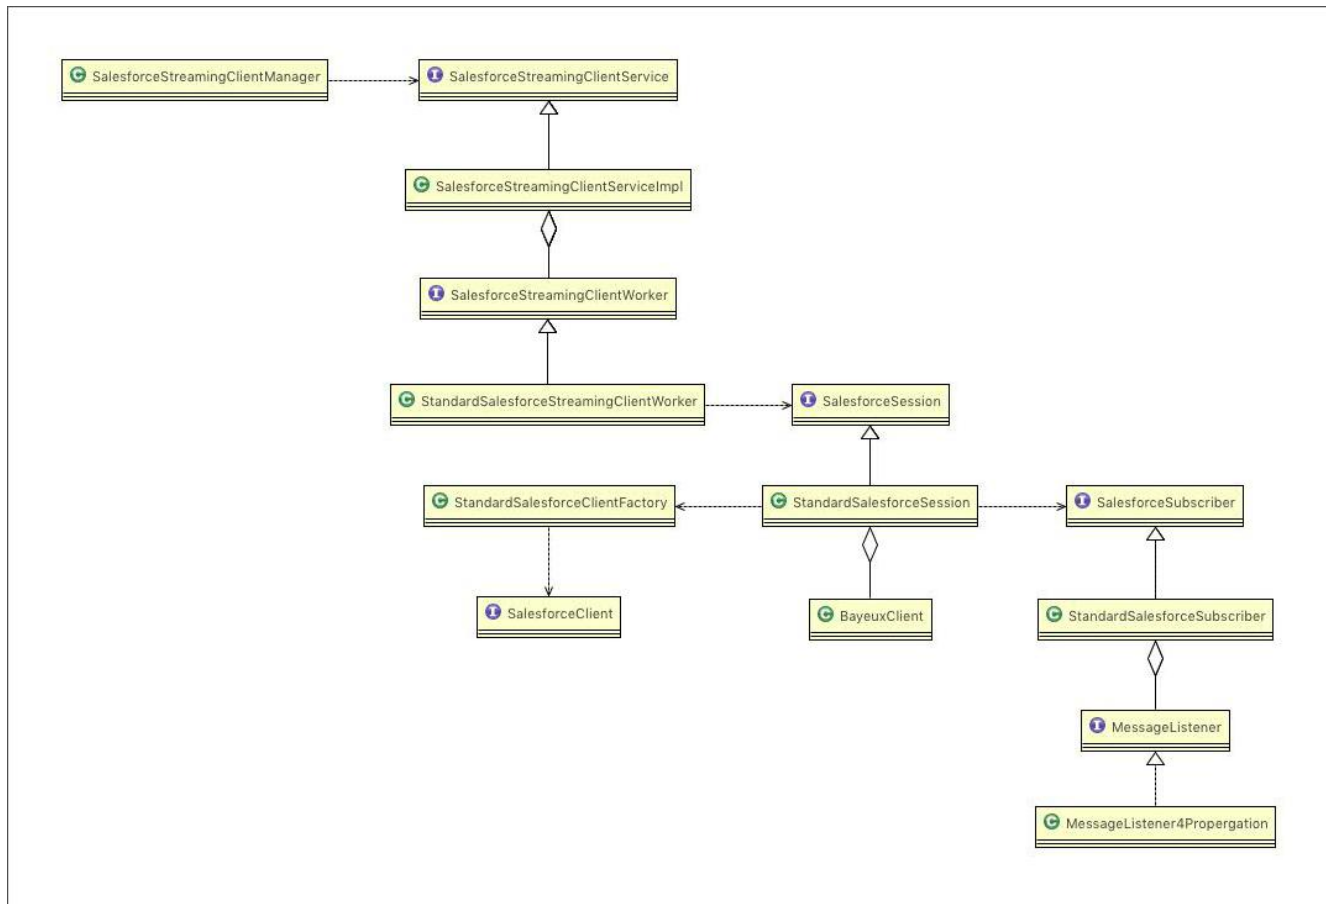 C SalesforceStreamingClientManager
I SalesforceStreamingClientService
C SalesforceStreamingClientServiceImpl
I SalesforceStreamingClientWorker
C StandardSalesforceStreamingClientWorker
I SalesforceSession
C StandardSalesforceClientFactory
C StandardSalesforceSession
I SalesforceSubscriber
I SalesforceClient
C BayeuxClient
C StandardSalesforceSubscriber
I MessageListener
C MessageListener4Propergation